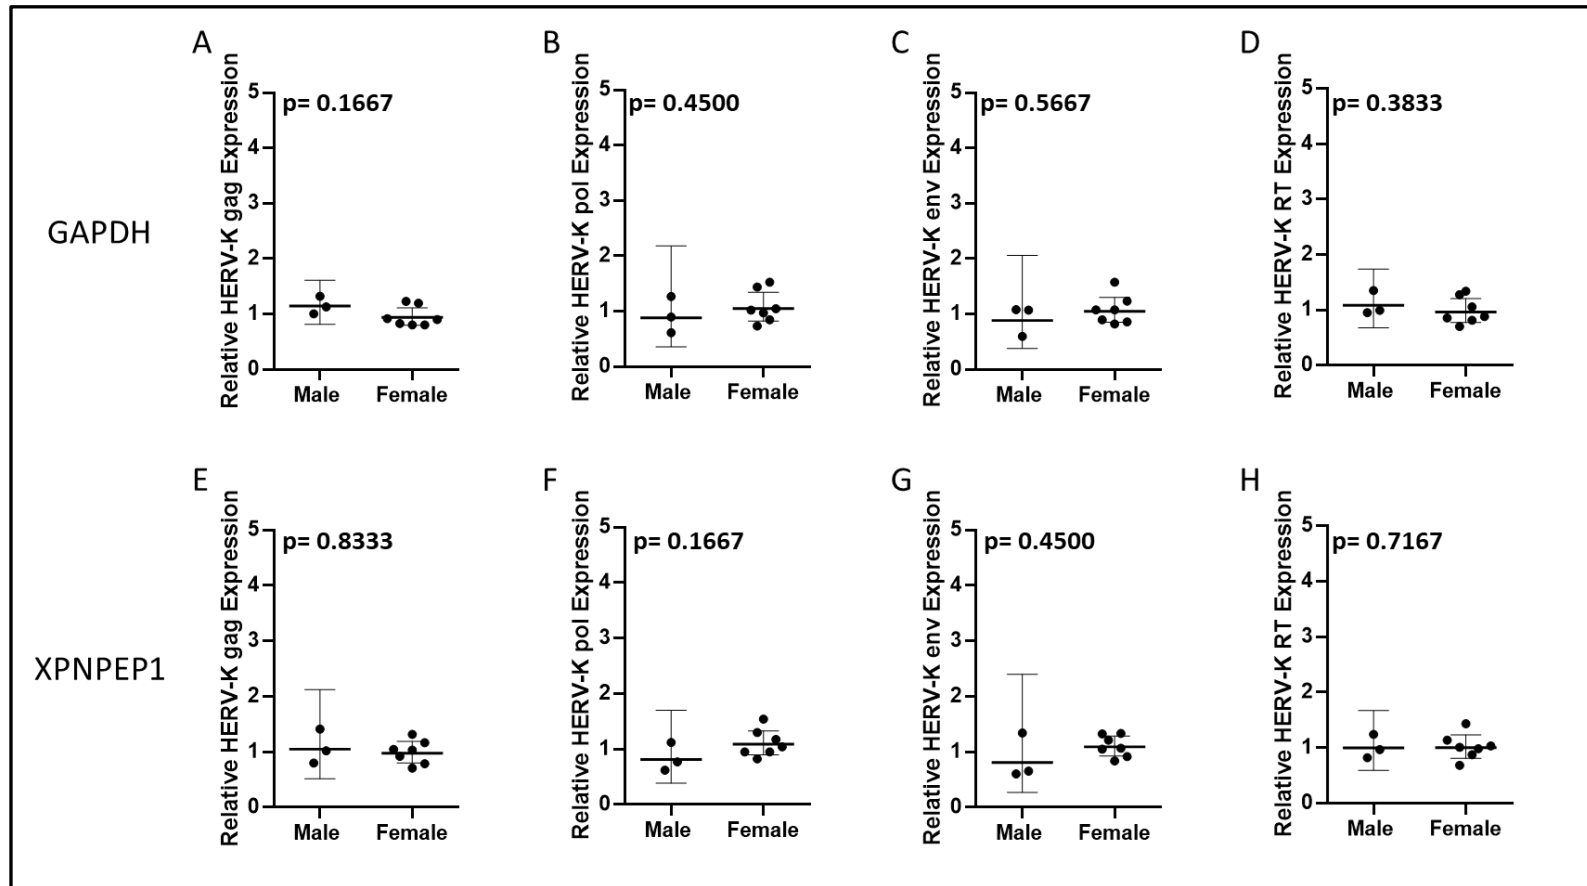 A
B
C
D
GAPDH
Relative HERV-K gag Expression
5
4
3
2
1
0
p= 0.1667
Male Female
Relative HERV-K pol Expression
5
4
3
2
1
0
p= 0.4500
Male Female
Relative HERV-K env Expression
5
4
3
2
1
0
p= 0.5667
Male Female
Relative HERV-K RT Expression
5
4
3
2
1
0
p= 0.3833
Male Female
E
F
G
H
XPNPEP1
Relative HERV-K gag Expression
5
4
3
2
1
0
p= 0.8333
Male Female
Relative HERV-K pol Expression
5
4
3
2
1
0
p= 0.1667
Male Female
Relative HERV-K env Expression
5
4
3
2
1
0
p= 0.4500
Male Female
Relative HERV-K RT Expression
5
4
3
2
1
0
p= 0.7167
Male Female